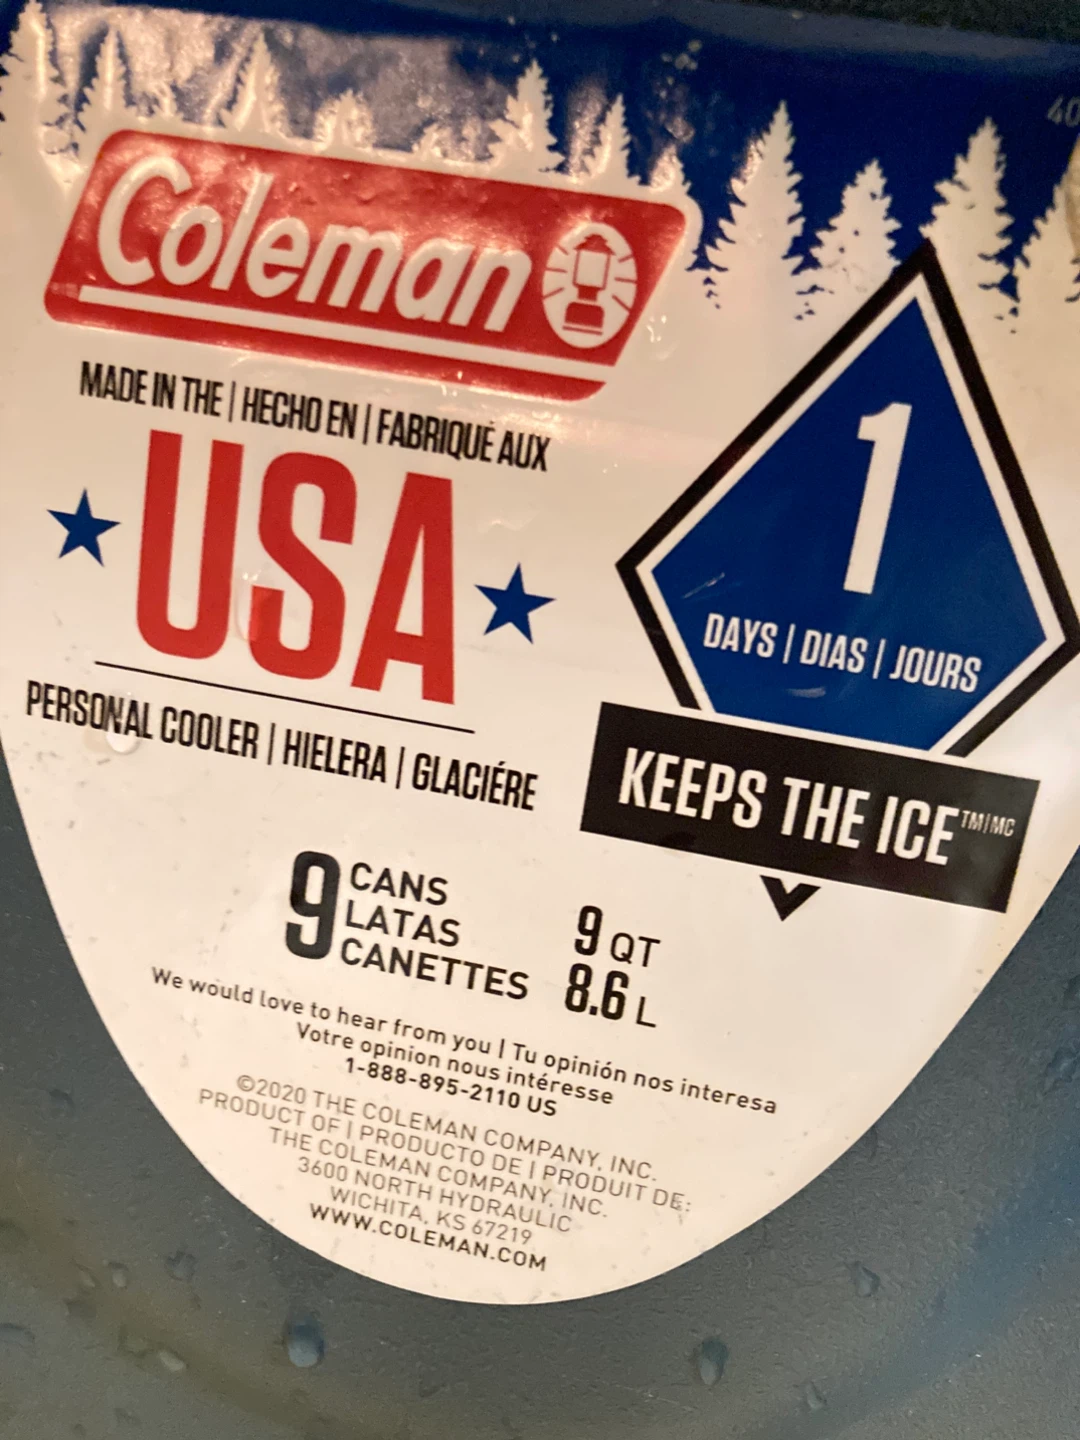 40
Coleman
MADE IN THE | HECHO EN | FABRIQUÉ AUX
USA
PERSONAL COOLER | HIELERA | GLACIÉRE
1
DAYS | DIAS | JOURS
KEEPS THE ICE™|MC
9 CANS
LATAS
CANETTES
9 QT
8.6 L
We would love to hear from you | Tu opinión nos interesa
Votre opinion nous intéresse
1-888-895-2110 US
©2020 THE COLEMAN COMPANY, INC.
PRODUCT OF | PRODUCTO DE | PRODUIT DE:
THE COLEMAN COMPANY, INC.
3600 NORTH HYDRAULIC
WICHITA, KS 67219
WWW.COLEMAN.COM